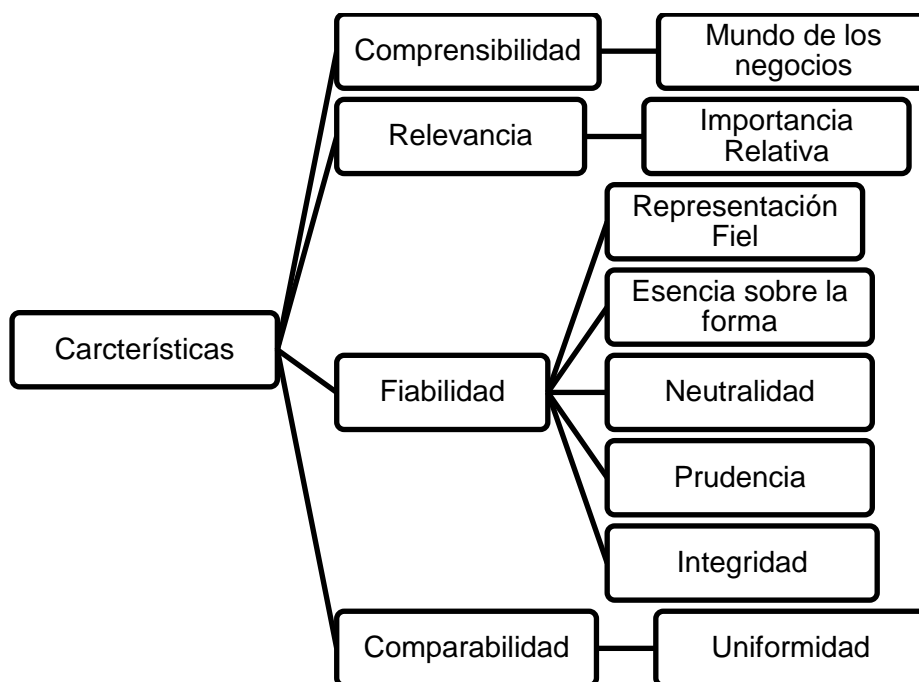 Comprensibilidad
Mundo de los
negocios
Relevancia
Importancia
Relativa
Representación
Fiel
Esencia sobre la
forma
Carcterísticas
Fiabilidad
Neutralidad
Prudencia
Integridad
Comparabilidad
Uniformidad